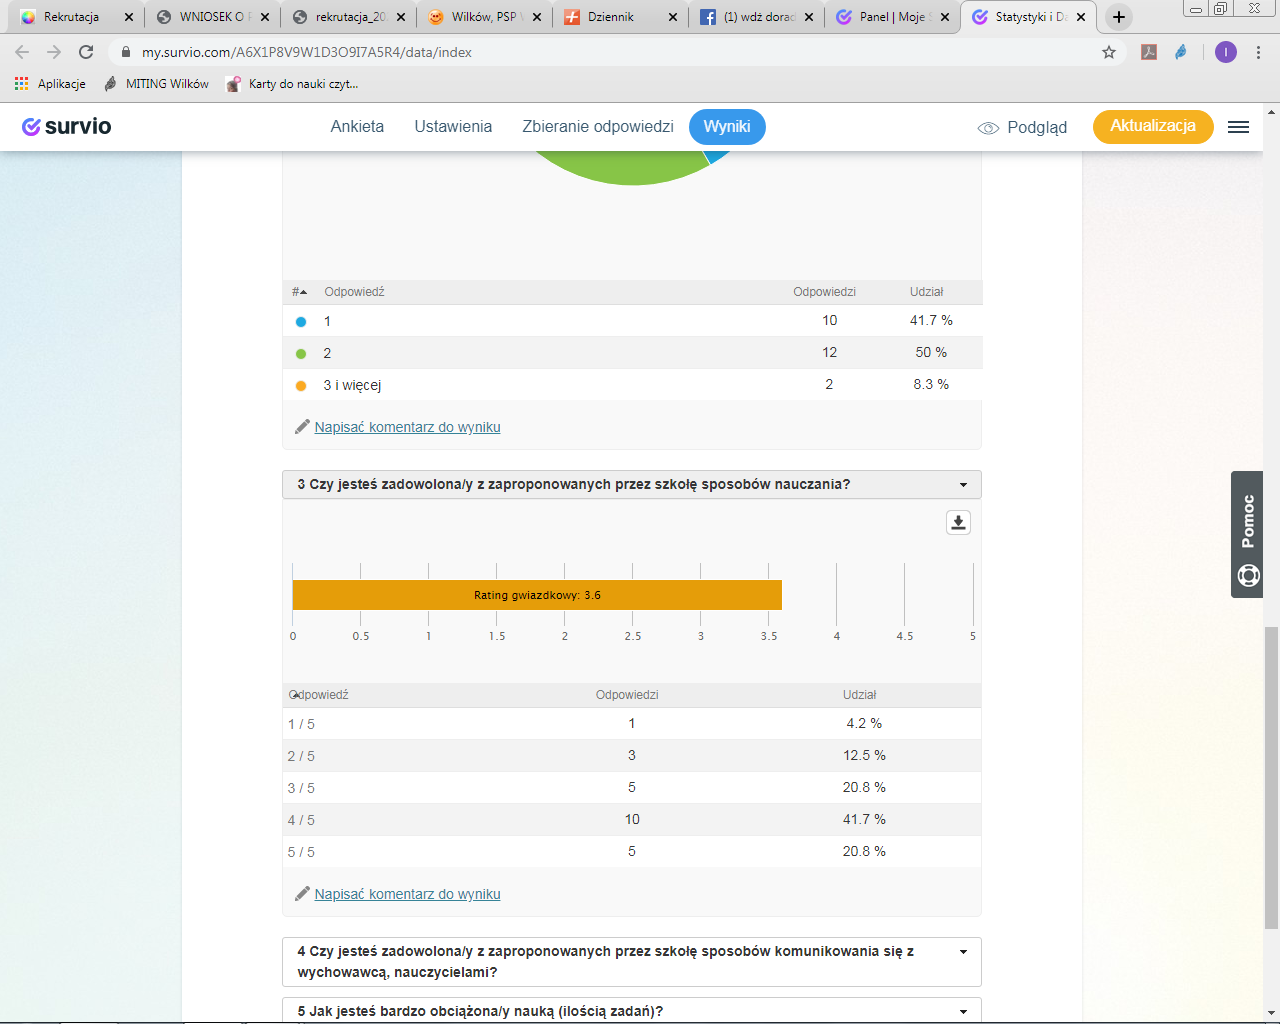 Rekrutacja
WNIOSEK O
rekrutacja_20
Wilków, PSP
Dziennik
(1) wdż dorad
Panel | Moje
Statystyki i Da
my.survio.com/A6X1P8V9W1D3O9I7A5R4/data/index
I
Aplikacje
MITING Wilków
Karty do nauki czyt...
survio
Ankieta
Ustawienia
Zbieranie odpowiedzi
Wyniki
Podgląd
Aktualizacja
# Odpowiedź Odpowiedzi Udział
1 10 41.7 %
2 12 50 %
3 i więcej 2 8.3 %
Napisać komentarz do wyniku
3 Czy jesteś zadowolona/y z zaproponowanych przez szkołę sposobów nauczania?
Pomoc
Rating gwiazdkowy: 3.6
0 0.5 1 1.5 2 2.5 3 3.5 4 4.5 5
Odpowiedź Odpowiedzi Udział
1 / 5 1 4.2 %
2 / 5 3 12.5 %
3 / 5 5 20.8 %
4 / 5 10 41.7 %
5 / 5 5 20.8 %
Napisać komentarz do wyniku
4 Czy jesteś zadowolona/y z zaproponowanych przez szkołę sposobów komunikowania się z
wychowawcą, nauczycielami?
5 Jak jesteś bardzo obciążona/y nauką (ilością zadań)?